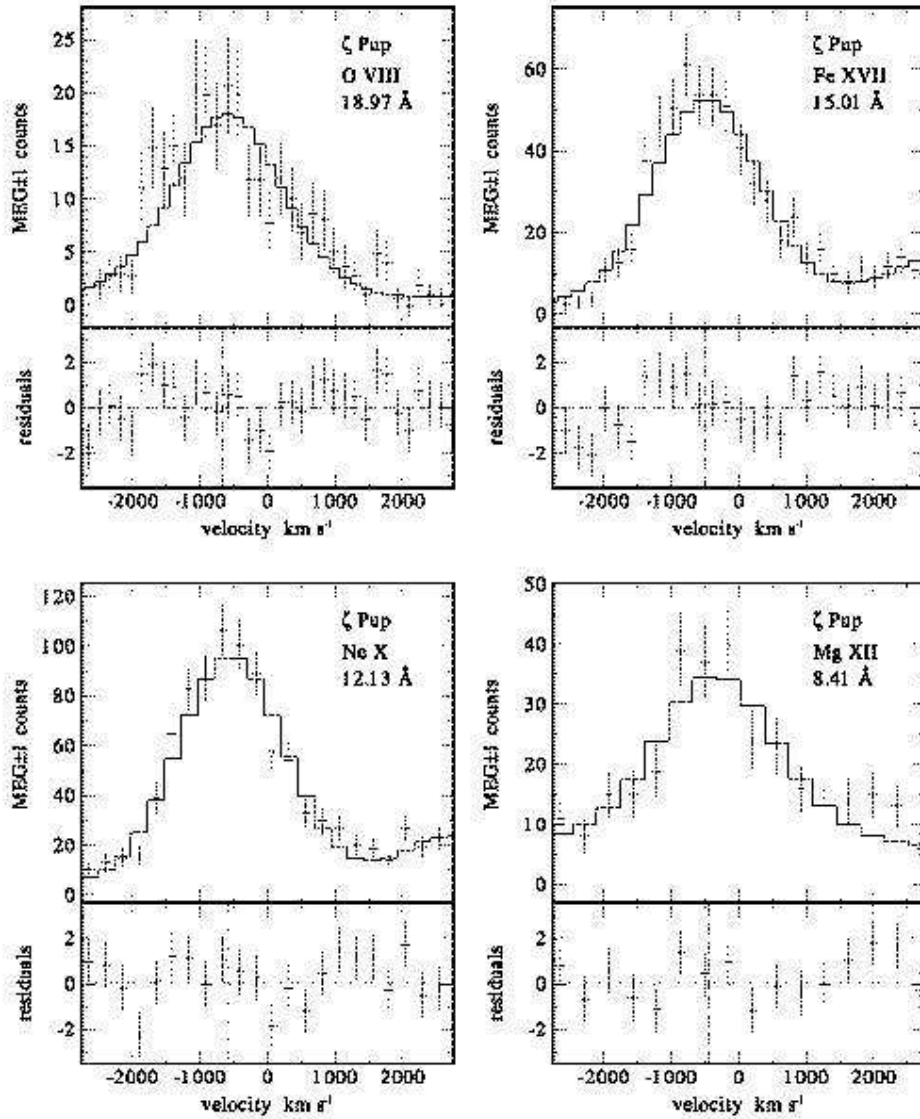 ζ Pup
O VIII
18.97 Å
MEG±1 counts
25
20
15
10
5
0
residuals
2
0
-2
-2000 -1000 0 1000 2000
velocity km s⁻¹
ζ Pup
Fe XVII
15.01 Å
MEG±1 counts
60
40
20
0
residuals
2
0
-2
-2000 -1000 0 1000 2000
velocity km s⁻¹
ζ Pup
Ne X
12.13 Å
MEG±1 counts
120
100
80
60
40
20
0
residuals
2
0
-2
-2000 -1000 0 1000 2000
velocity km s⁻¹
ζ Pup
Mg XII
8.41 Å
MEG±1 counts
50
40
30
20
10
0
residuals
2
0
-2
-2000 -1000 0 1000 2000
velocity km s⁻¹